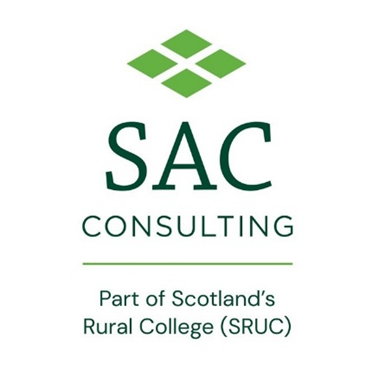 SAC
CONSULTING
Part of Scotland's
Rural College (SRUC)